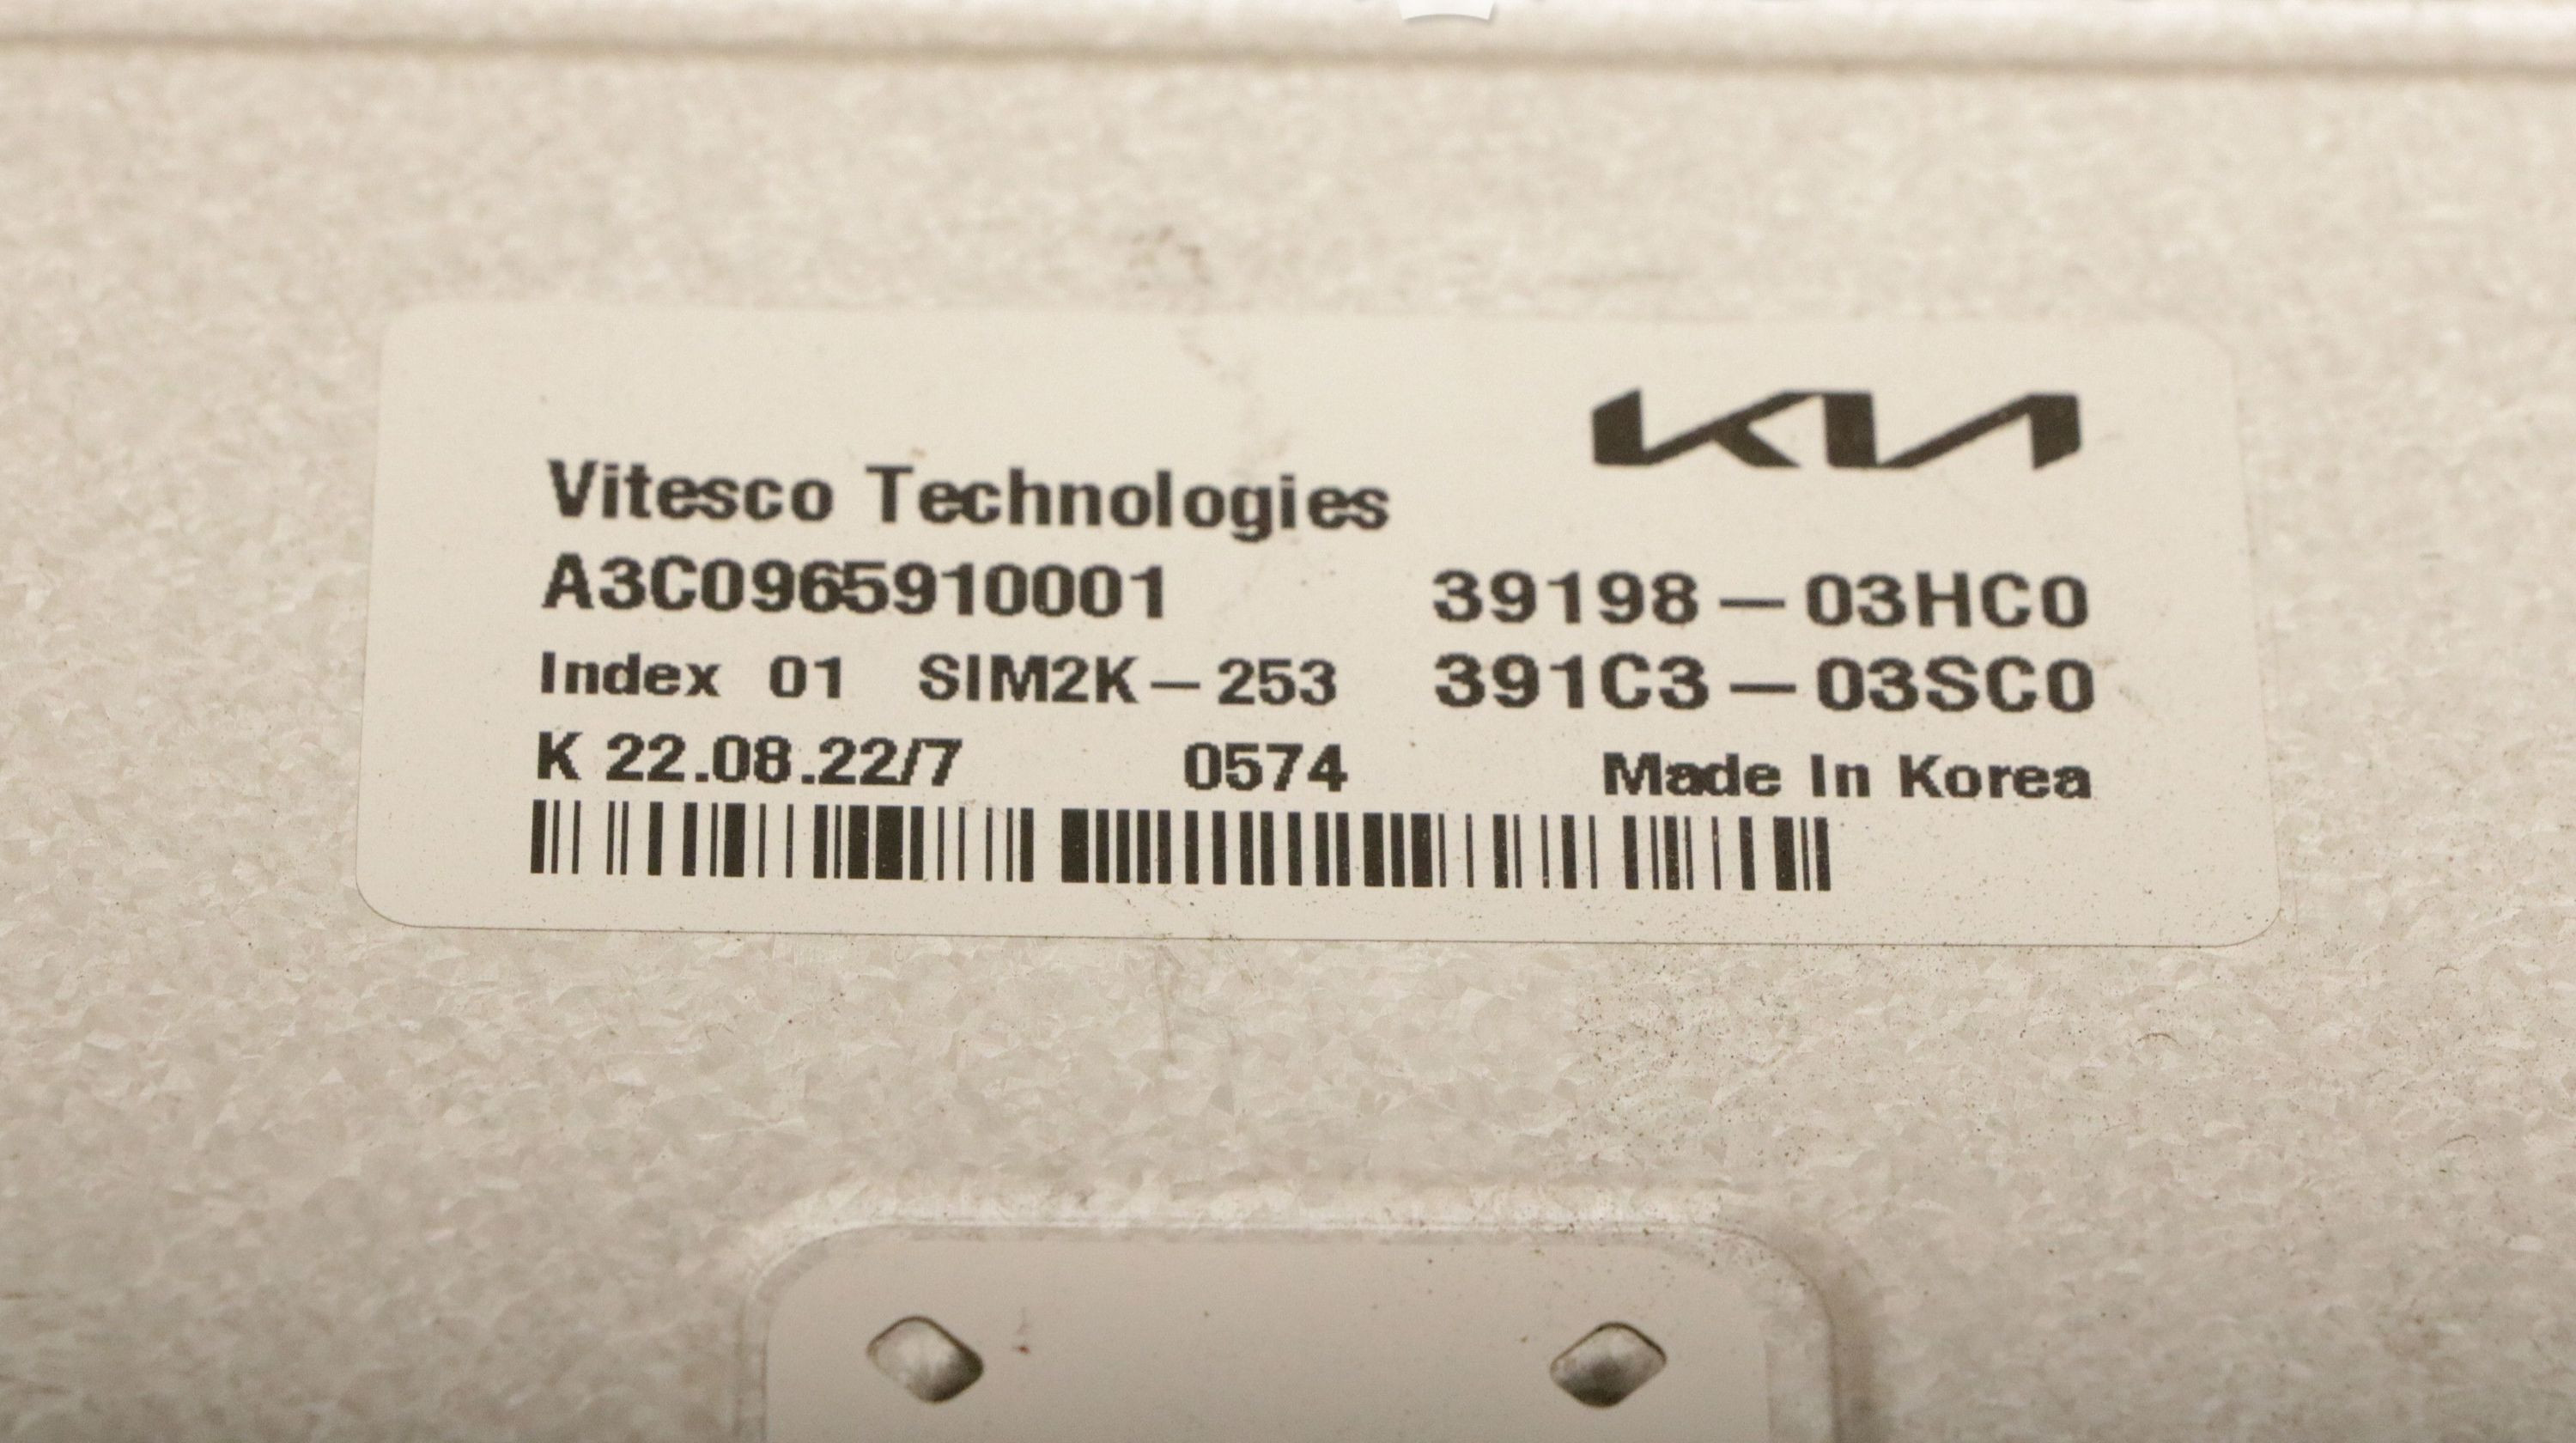 KIA
Vitesco Technologies
A3C0965910001 39198-03HC0
Index 01 SIM2K-253 391C3-03SC0
K 22.08.22/7 0574 Made In Korea